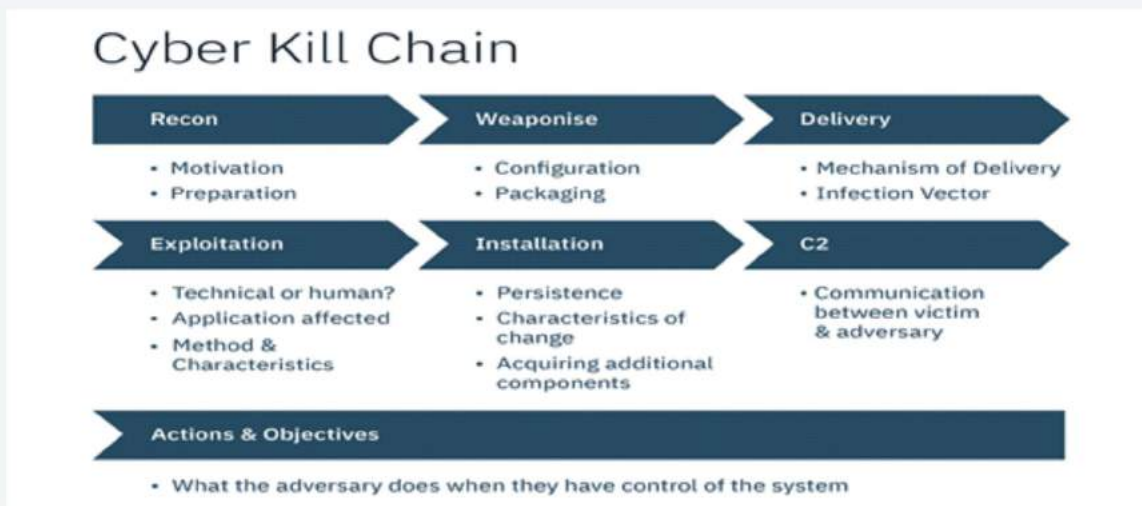 Cyber Kill Chain
Recon
• Motivation
• Preparation
Weaponise
• Configuration
• Packaging
Delivery
• Mechanism of Delivery
• Infection Vector
Exploitation
• Technical or human?
• Application affected
• Method &
Characteristics
Installation
• Persistence
• Characteristics of
change
• Acquiring additional
components
C2
• Communication
between victim
& adversary
Actions & Objectives
• What the adversary does when they have control of the system